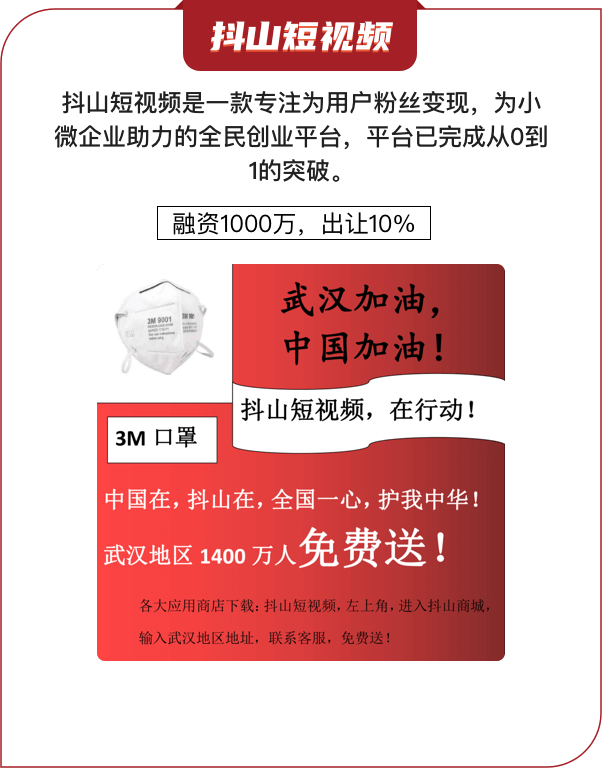 抖山短视频
抖山短视频是一款专注为用户粉丝变现，为小
微企业助力的全民创业平台，平台已完成从0到
1的突破。
融资1000万，出让10%
3M 9001
武汉加油，
中国加油！
抖山短视频，在行动！
3M 口罩
中国在，抖山在，全国一心，护我中华！
武汉地区 1400 万人免费送！
各大应用商店下载：抖山短视频，左上角，进入抖山商城，
输入武汉地区地址，联系客服，免费送！